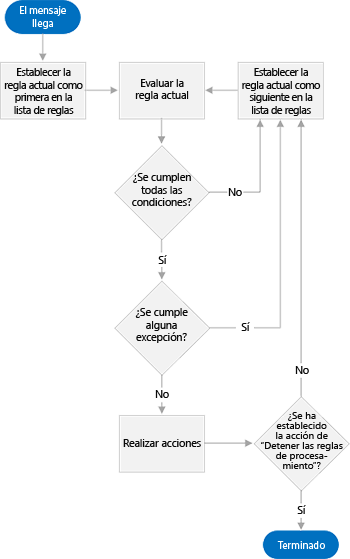 El mensaje
llega
Establecer la
regla actual como
primera en la
lista de reglas
Evaluar la
regla actual
Establecer la
regla actual como
siguiente en la
lista de reglas
¿Se cumplen
todas las
condiciones?
No
Sí
¿Se cumple
alguna
excepción?
Sí
No
Realizar acciones
No
¿Se ha
establecido
la acción de
"Detener las reglas
de procesa-
miento"?
Sí
Terminado